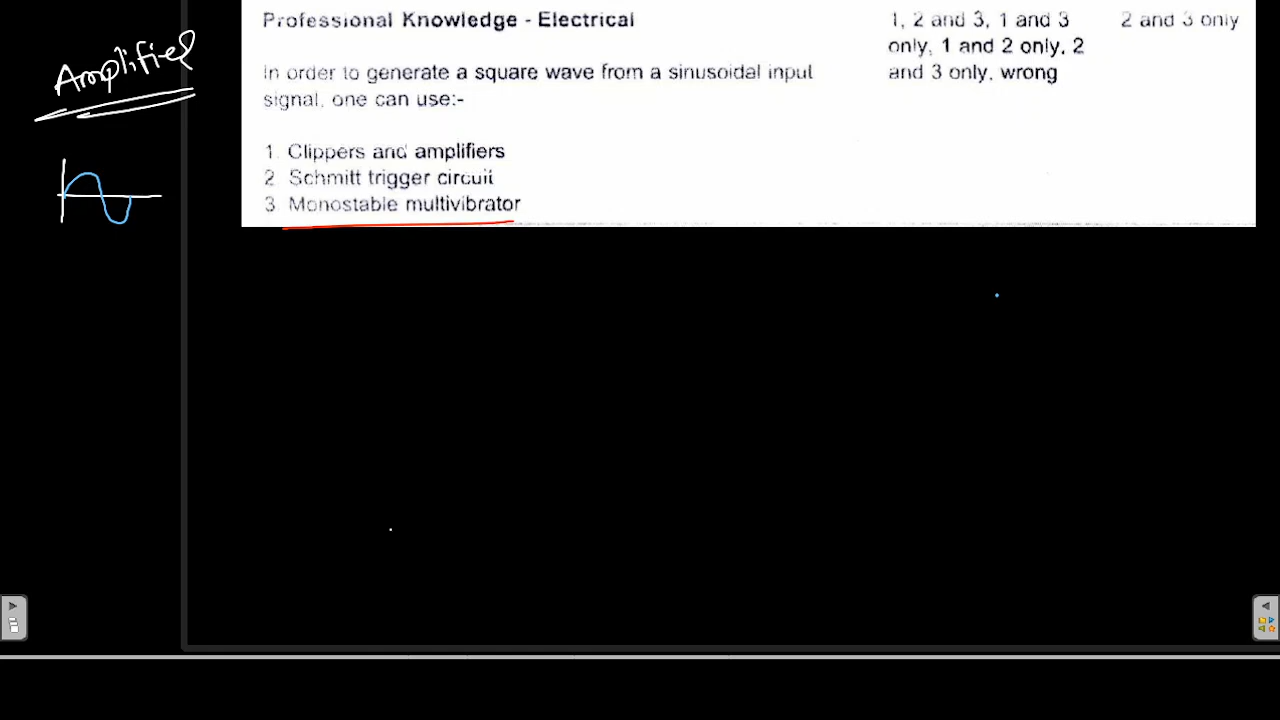 Amplified
Professional Knowledge - Electrical
In order to generate a square wave from a sinusoidal input
signal, one can use:-
1 Clippers and amplifiers
2 Schmitt trigger circuit
3 Monostable multivibrator
1, 2 and 3, 1 and 3
only, 1 and 2 only, 2
and 3 only, wrong
2 and 3 only